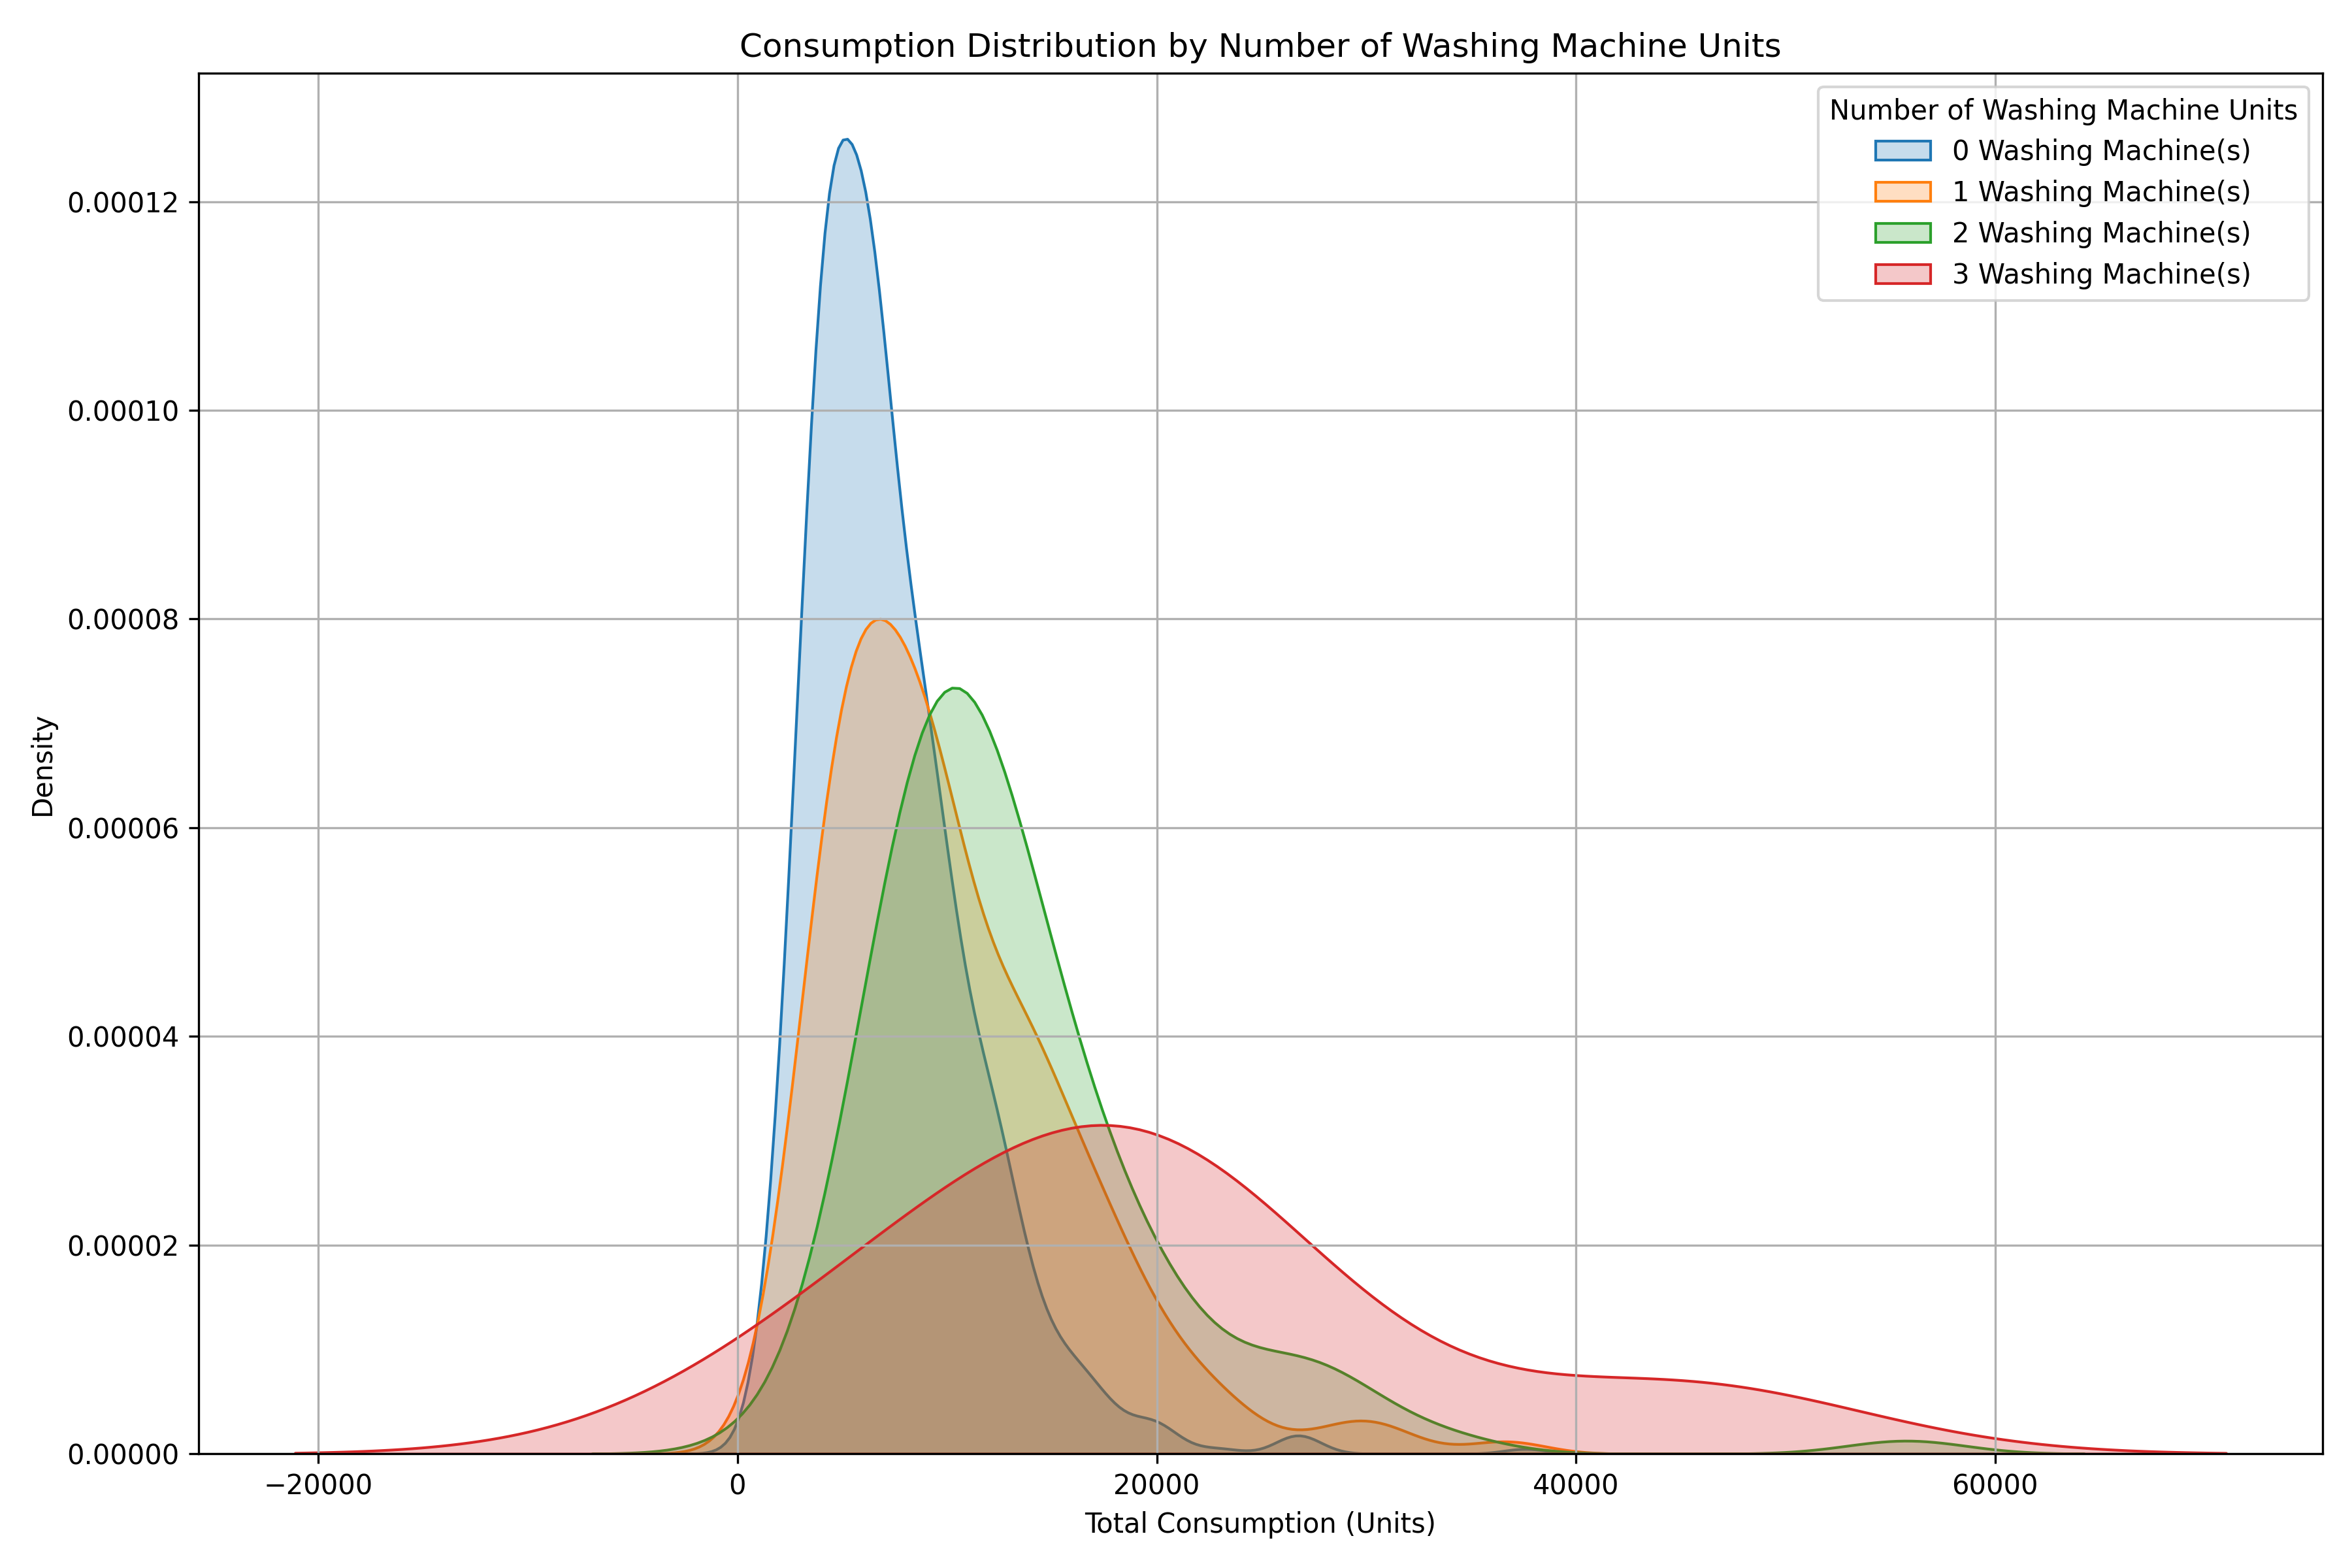 Consumption Distribution by Number of Washing Machine Units
Number of Washing Machine Units
0 Washing Machine(s)
1 Washing Machine(s)
2 Washing Machine(s)
3 Washing Machine(s)
Density
0.00012
0.00010
0.00008
0.00006
0.00004
0.00002
0.00000
−20000 0 20000 40000 60000
Total Consumption (Units)